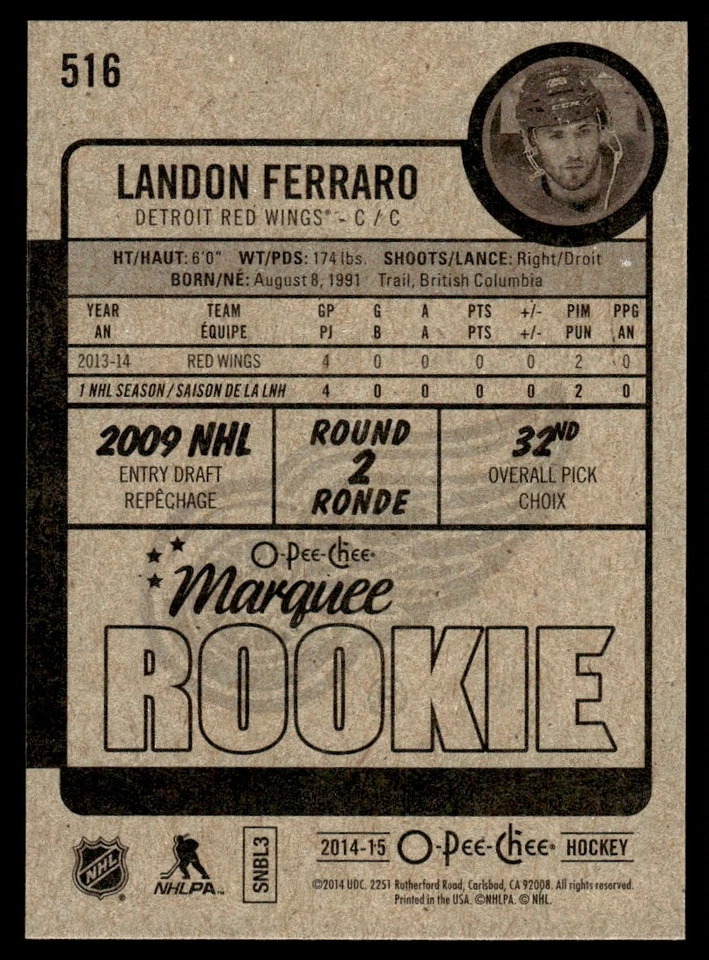 516
LANDON FERRARO
DETROIT RED WINGS® - C / C
HT/HAUT: 6'0" WT/PDS: 174 lbs. SHOOTS/LANCE: Right/Droit
BORN/NÉ: August 8, 1991 Trail, British Columbia
YEAR TEAM GP G A PTS +/- PIM PPG
AN ÉQUIPE PJ B A PTS +/- PUN AN
2013-14 RED WINGS 4 0 0 0 0 2 0
1 NHL SEASON / SAISON DE LA LNH 4 0 0 0 0 2 0
2009 NHL
ENTRY DRAFT
REPÊCHAGE
ROUND
2
RONDE
32ND
OVERALL PICK
CHOIX
O-Pee-Chee®
Marquee
ROOKIE
NHL
NHLPA™
SNBL3
2014-15 O-Pee-Chee® HOCKEY
©2014 UDC. 2251 Rutherford Road, Carlsbad, CA 92008. All rights reserved.
Printed in the USA. ©NHLPA. © NHL.